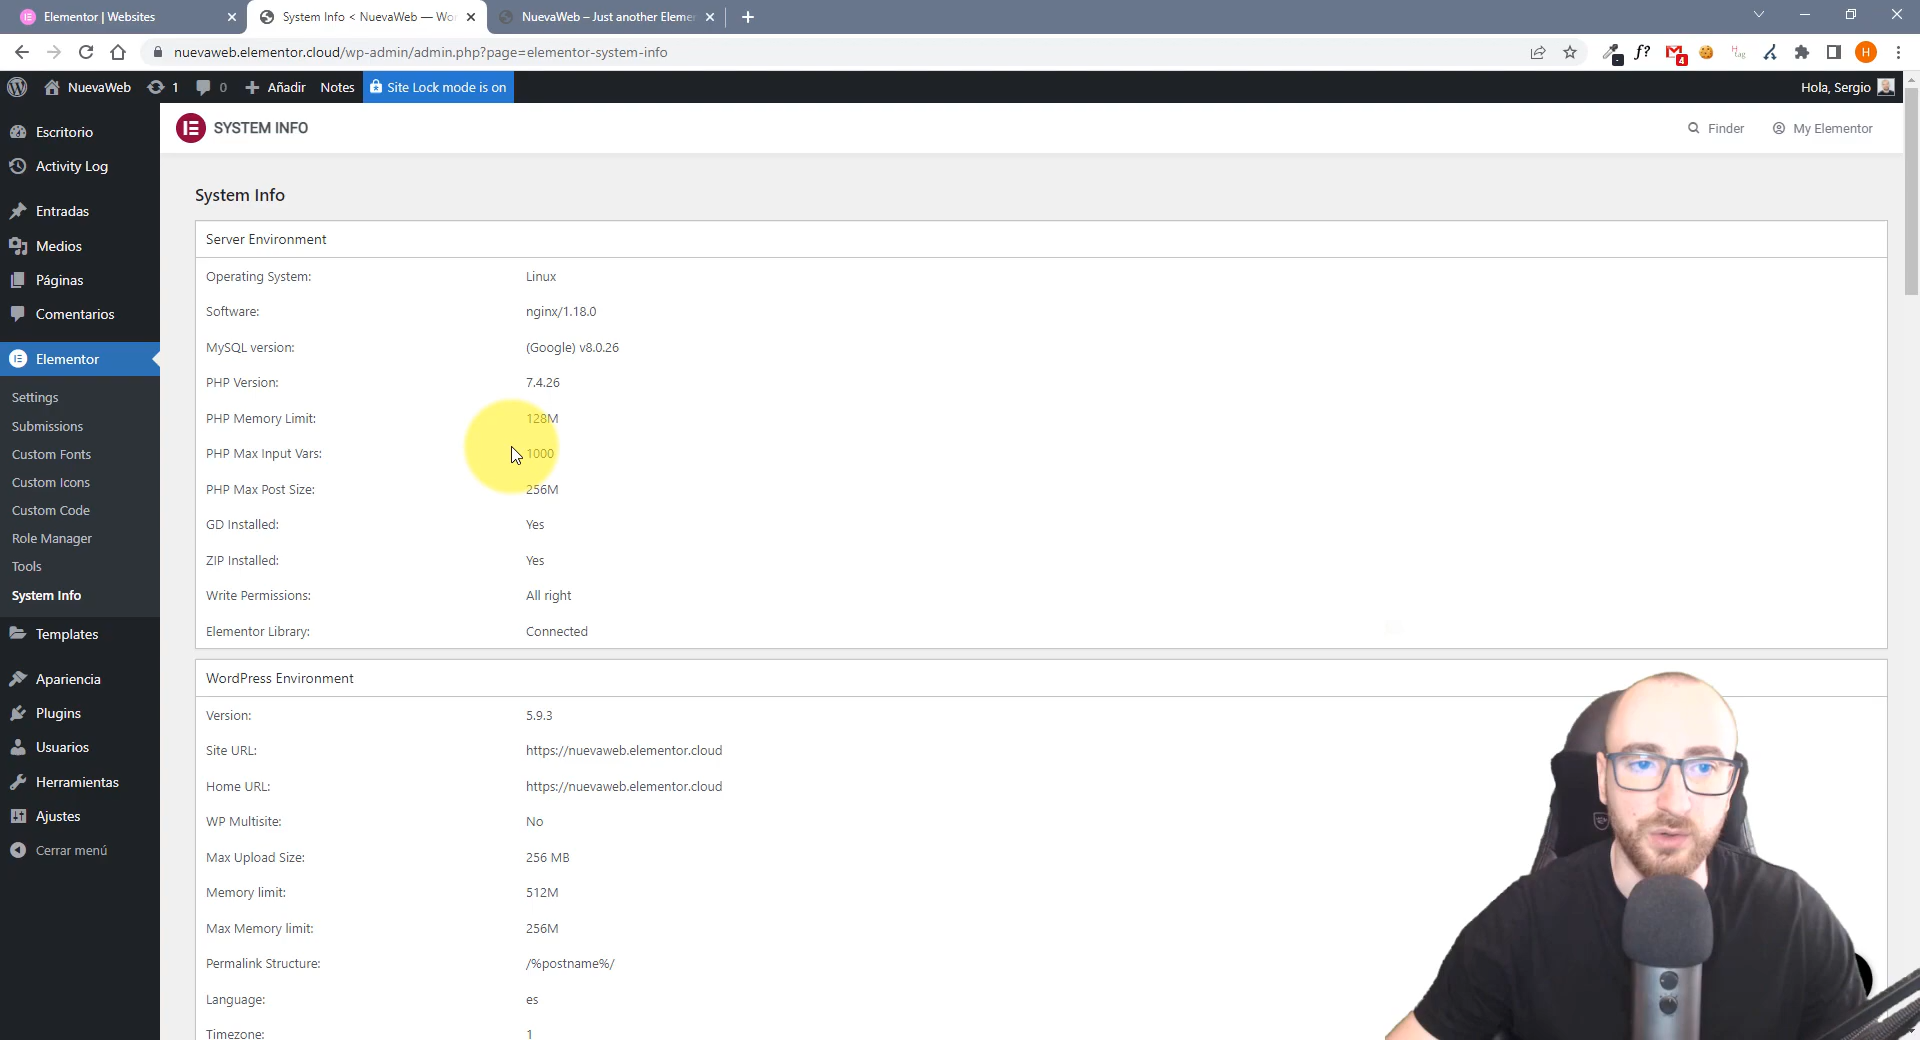 Elementor | Websites
System Info < NuevaWeb — Wor
NuevaWeb – Just another Elemen
nuevaweb.elementor.cloud/wp-admin/admin.php?page=elementor-system-info
f?
4
H
NuevaWeb
1
0
Añadir
Notes
Site Lock mode is on
Hola, Sergio
Escritorio
Activity Log
Entradas
Medios
Páginas
Comentarios
Elementor
Settings
Submissions
Custom Fonts
Custom Icons
Custom Code
Role Manager
Tools
System Info
Templates
Apariencia
Plugins
Usuarios
Herramientas
Ajustes
Cerrar menú
SYSTEM INFO
Finder
My Elementor
System Info
Server Environment
Operating System: Linux
Software: nginx/1.18.0
MySQL version: (Google) v8.0.26
PHP Version: 7.4.26
PHP Memory Limit: 128M
PHP Max Input Vars: 1000
PHP Max Post Size: 256M
GD Installed: Yes
ZIP Installed: Yes
Write Permissions: All right
Elementor Library: Connected
WordPress Environment
Version: 5.9.3
Site URL: https://nuevaweb.elementor.cloud
Home URL: https://nuevaweb.elementor.cloud
WP Multisite: No
Max Upload Size: 256 MB
Memory limit: 512M
Max Memory limit: 256M
Permalink Structure: /%postname%/
Language: es
Timezone: 1